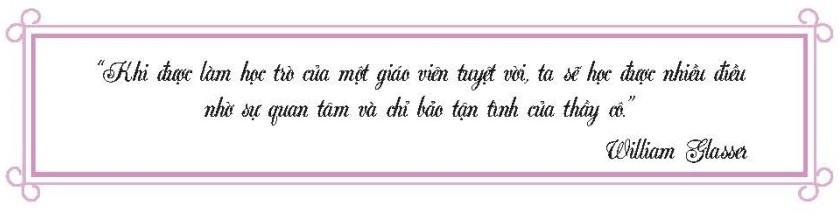 “Khi được làm học trò của một giáo viên tuyệt vời, ta sẽ học được nhiều điều
nhờ sự quan tâm và chỉ bảo tận tình của thầy cô.”
William Glasser